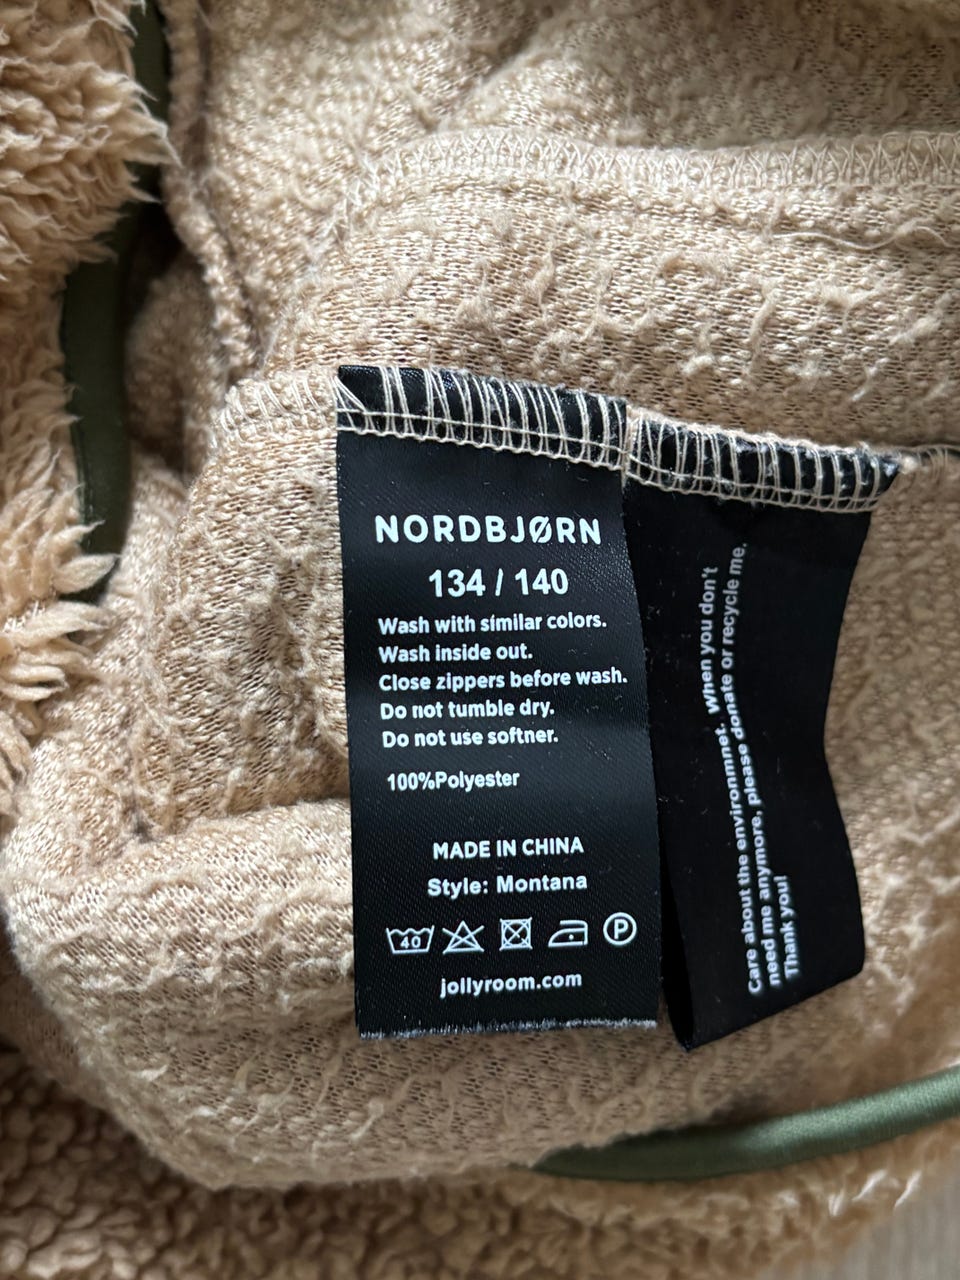 NORDBJØRN
134 / 140
Wash with similar colors.
Wash inside out.
Close zippers before wash.
Do not tumble dry.
Do not use softner.
100%Polyester
MADE IN CHINA
Style: Montana
40
P
jollyroom.com
Care about the environmnet. When you don't
need me anymore, please donate or recycle me.
Thank you!